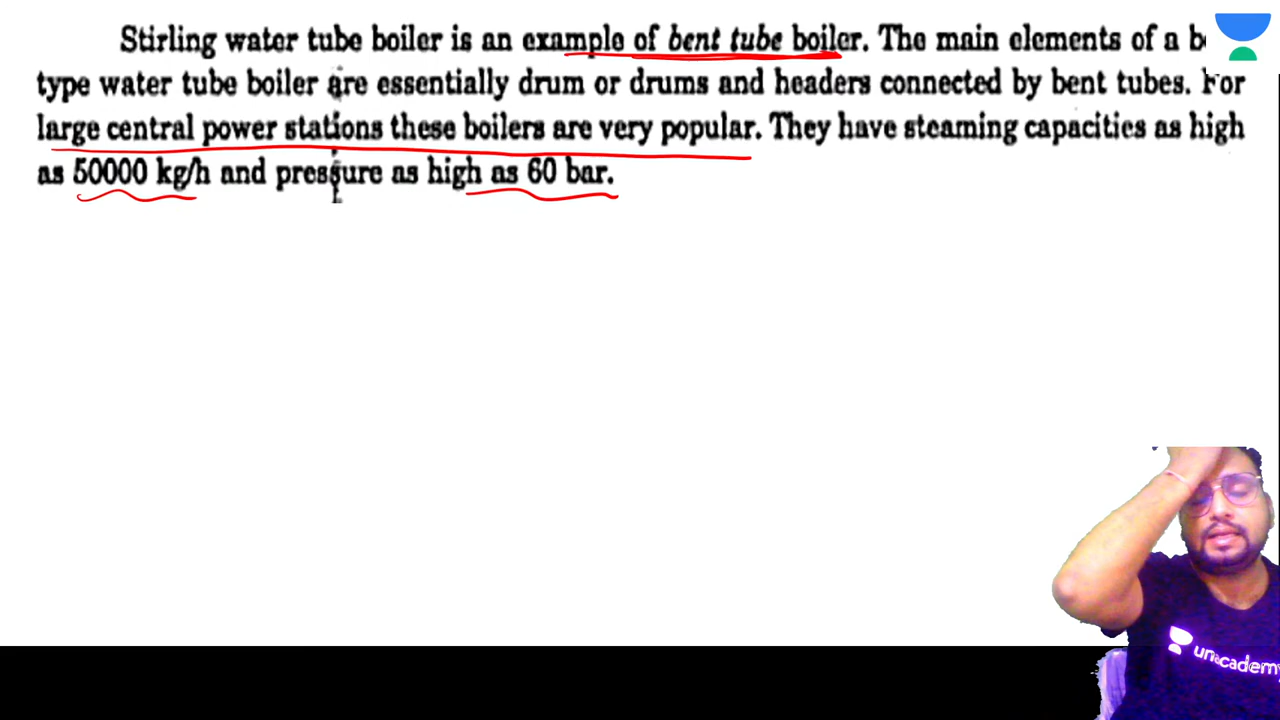 Stirling water tube boiler is an example of bent tube boiler. The main elements of a
type water tube boiler are essentially drum or drums and headers connected by bent tubes. For
large central power stations these boilers are very popular. They have steaming capacities as high
as 50000 kg/h and pressure as high as 60 bar.
unacademy